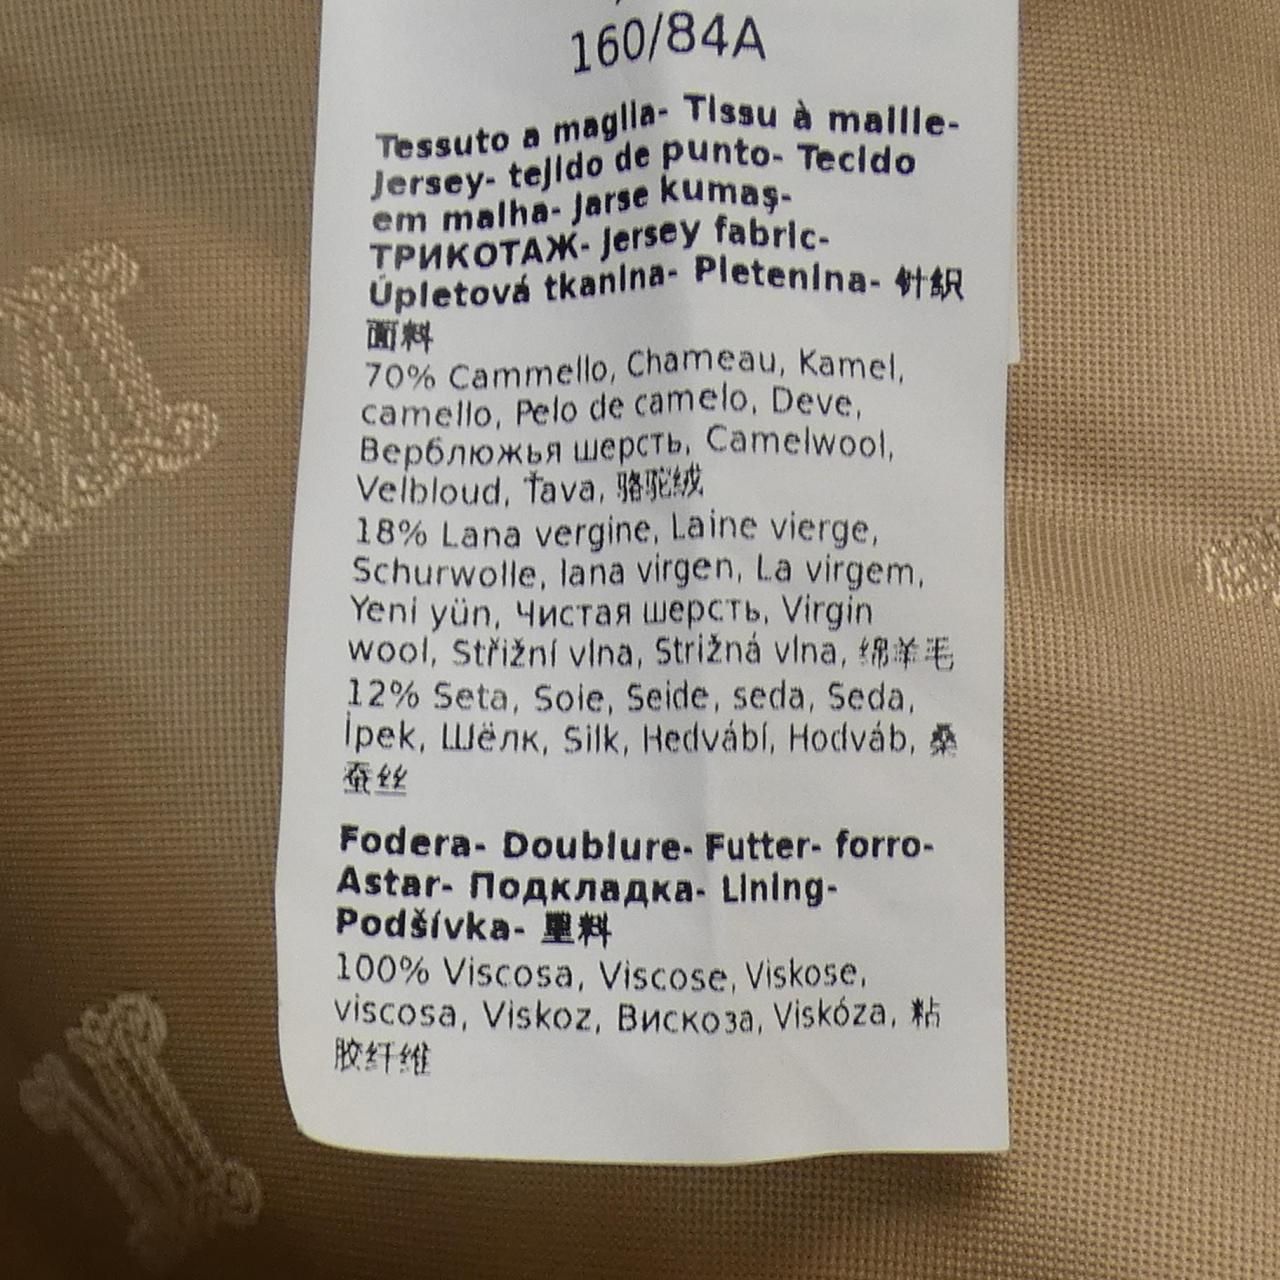 160/84A
Tessuto a maglia- Tissu à maille-
Jersey- tejido de punto- Tecido
em malha- Jarse kumaş-
ТРИКОТАЖ- Jersey fabric-
Úpletová tkanina- Pletenina- 针織
面料
70% Cammello, Chameau, Kamel,
camello, Pelo de camelo, Deve,
Верблюжья шерсть, Camelwool,
Velbloud, Ťava, 骆驼绒
18% Lana vergine, Laine vierge,
Schurwolle, lana virgen, La virgem,
Yeni yün, Чистая шерсть, Virgin
wool, Střižní vlna, Strižná vlna, 绵羊毛
12% Seta, Soie, Seide, seda, Seda,
İpek, Шёлк, Silk, Hedvábí, Hodváb, 桑
蚕丝
Fodera- Doublure- Futter- forro-
Astar- Подкладка- Lining-
Podšívka- 里料
100% Viscosa, Viscose, Viskose,
viscosa, Viskoz, Вискоза, Viskóza, 粘
胶纤维